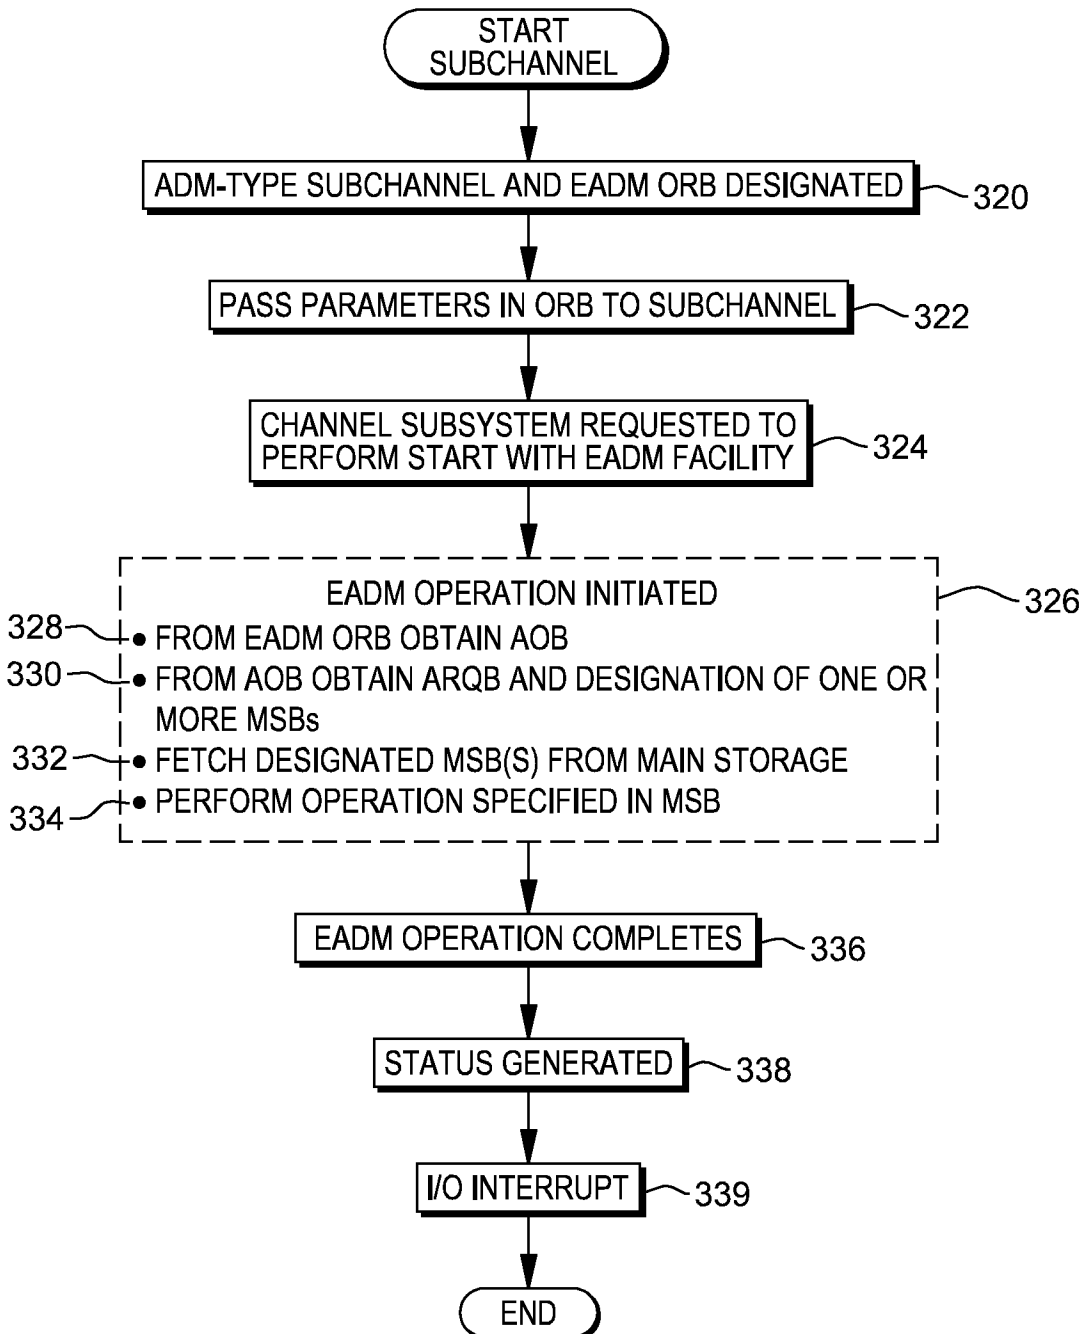 START
SUBCHANNEL
ADM-TYPE SUBCHANNEL AND EADM ORB DESIGNATED
320
PASS PARAMETERS IN ORB TO SUBCHANNEL
322
CHANNEL SUBSYSTEM REQUESTED TO
PERFORM START WITH EADM FACILITY
324
EADM OPERATION INITIATED
326
328
• FROM EADM ORB OBTAIN AOB
330
• FROM AOB OBTAIN ARQB AND DESIGNATION OF ONE OR
MORE MSBs
332
• FETCH DESIGNATED MSB(S) FROM MAIN STORAGE
334
• PERFORM OPERATION SPECIFIED IN MSB
EADM OPERATION COMPLETES
336
STATUS GENERATED
338
I/O INTERRUPT
339
END